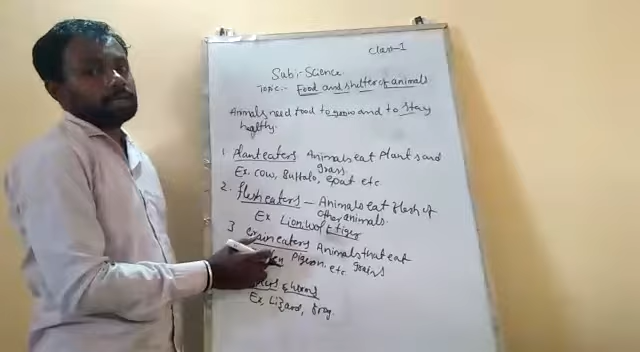 Class-1
Sub:- Science
Topic:- Food and shelter of animals
Animals need food to grow and to stay
healthy.
1 Plant eaters Animals eat plants and
grass.
Ex. Cow, Buffalo, goat etc.
2. flesh eaters – Animals eat flesh of
other animals.
Ex Lion, wolf, tiger
3 Grain eaters Animals that eat
grains
Pigeon, etc
& worms
Ex, Lizard, frog.